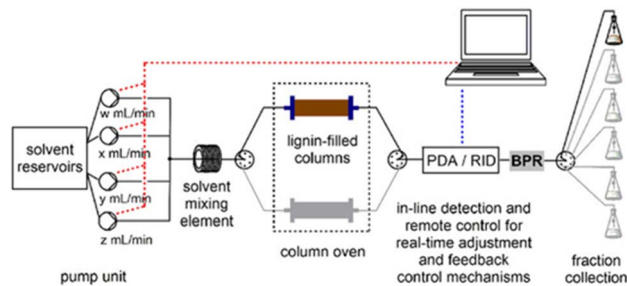 solvent
reservoirs
w mL/min
x mL/min
y mL/min
z mL/min
pump unit
solvent
mixing
element
lignin-filled
columns
column oven
PDA / RID
BPR
in-line detection and
remote control for
real-time adjustment
and feedback
control mechanisms
fraction
collection